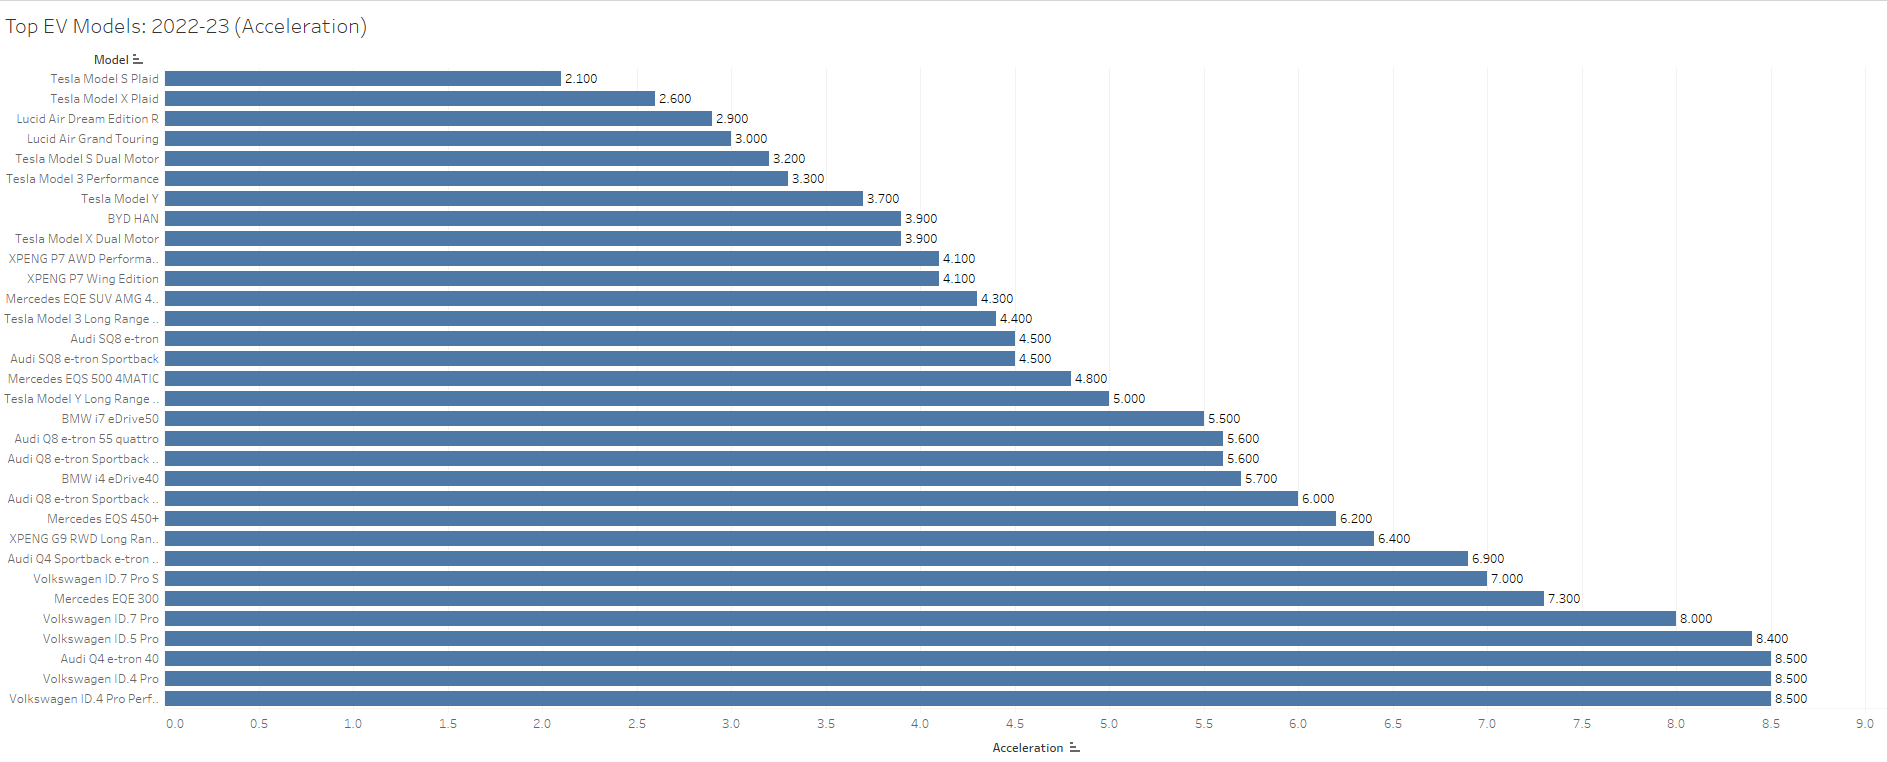 Top EV Models: 2022-23 (Acceleration)
Model
Tesla Model S Plaid 2.100
Tesla Model X Plaid 2.600
Lucid Air Dream Edition R 2.900
Lucid Air Grand Touring 3.000
Tesla Model S Dual Motor 3.200
Tesla Model 3 Performance 3.300
Tesla Model Y 3.700
BYD HAN 3.900
Tesla Model X Dual Motor 3.900
XPENG P7 AWD Performa.. 4.100
XPENG P7 Wing Edition 4.100
Mercedes EQE SUV AMG 4.. 4.300
Tesla Model 3 Long Range .. 4.400
Audi SQ8 e-tron 4.500
Audi SQ8 e-tron Sportback 4.500
Mercedes EQS 500 4MATIC 4.800
Tesla Model Y Long Range .. 5.000
BMW i7 eDrive50 5.500
Audi Q8 e-tron 55 quattro 5.600
Audi Q8 e-tron Sportback .. 5.600
BMW i4 eDrive40 5.700
Audi Q8 e-tron Sportback .. 6.000
Mercedes EQS 450+ 6.200
XPENG G9 RWD Long Ran.. 6.400
Audi Q4 Sportback e-tron .. 6.900
Volkswagen ID.7 Pro S 7.000
Mercedes EQE 300 7.300
Volkswagen ID.7 Pro 8.000
Volkswagen ID.5 Pro 8.400
Audi Q4 e-tron 40 8.500
Volkswagen ID.4 Pro 8.500
Volkswagen ID.4 Pro Perf.. 8.500
0.0 0.5 1.0 1.5 2.0 2.5 3.0 3.5 4.0 4.5 5.0 5.5 6.0 6.5 7.0 7.5 8.0 8.5 9.0
Acceleration